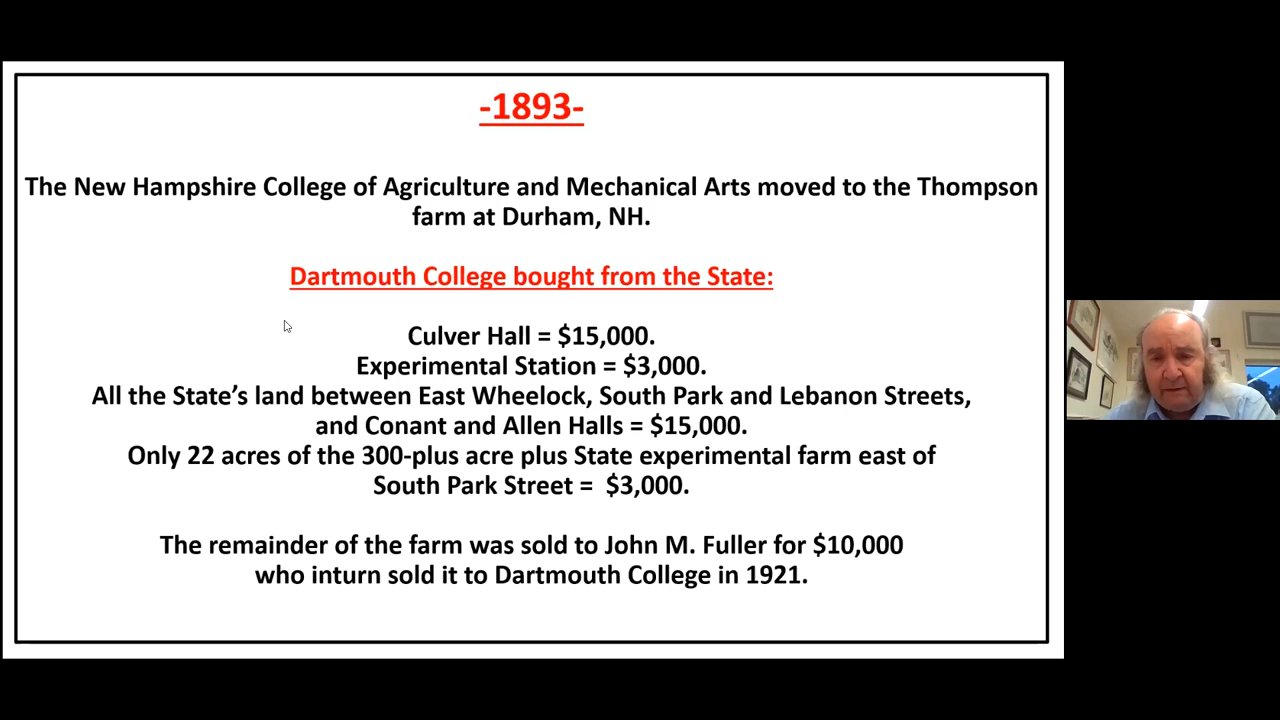 -1893-
The New Hampshire College of Agriculture and Mechanical Arts moved to the Thompson
farm at Durham, NH.
Dartmouth College bought from the State:
Culver Hall = $15,000.
Experimental Station = $3,000.
All the State’s land between East Wheelock, South Park and Lebanon Streets,
and Conant and Allen Halls = $15,000.
Only 22 acres of the 300-plus acre plus State experimental farm east of
South Park Street = $3,000.
The remainder of the farm was sold to John M. Fuller for $10,000
who inturn sold it to Dartmouth College in 1921.